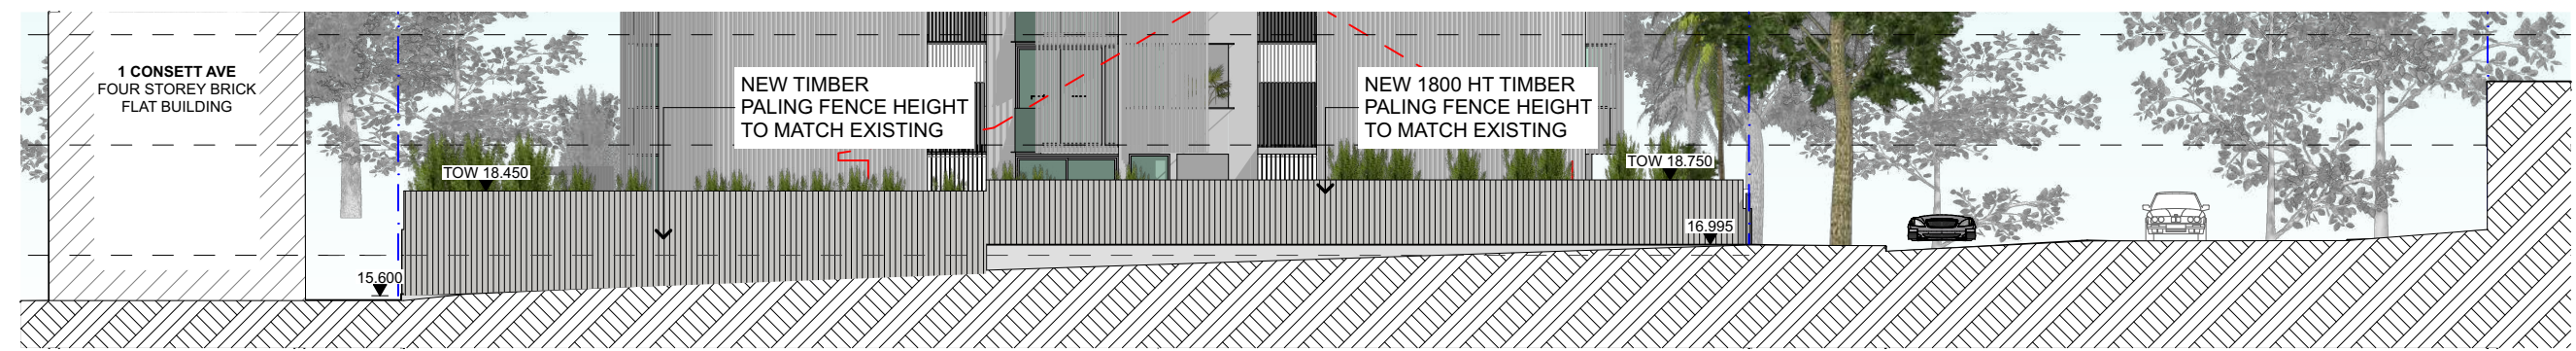 1 CONSETT AVE
FOUR STOREY BRICK
FLAT BUILDING
NEW TIMBER
PALING FENCE HEIGHT
TO MATCH EXISTING
NEW 1800 HT TIMBER
PALING FENCE HEIGHT
TO MATCH EXISTING
TOW 18.450
TOW 18.750
16.995
15.600